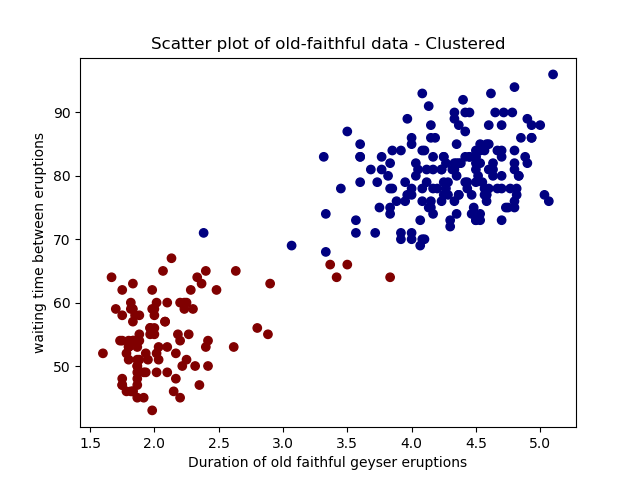 Scatter plot of old-faithful data - Clustered
90
80
70
60
50
waiting time between eruptions
1.5 2.0 2.5 3.0 3.5 4.0 4.5 5.0
Duration of old faithful geyser eruptions